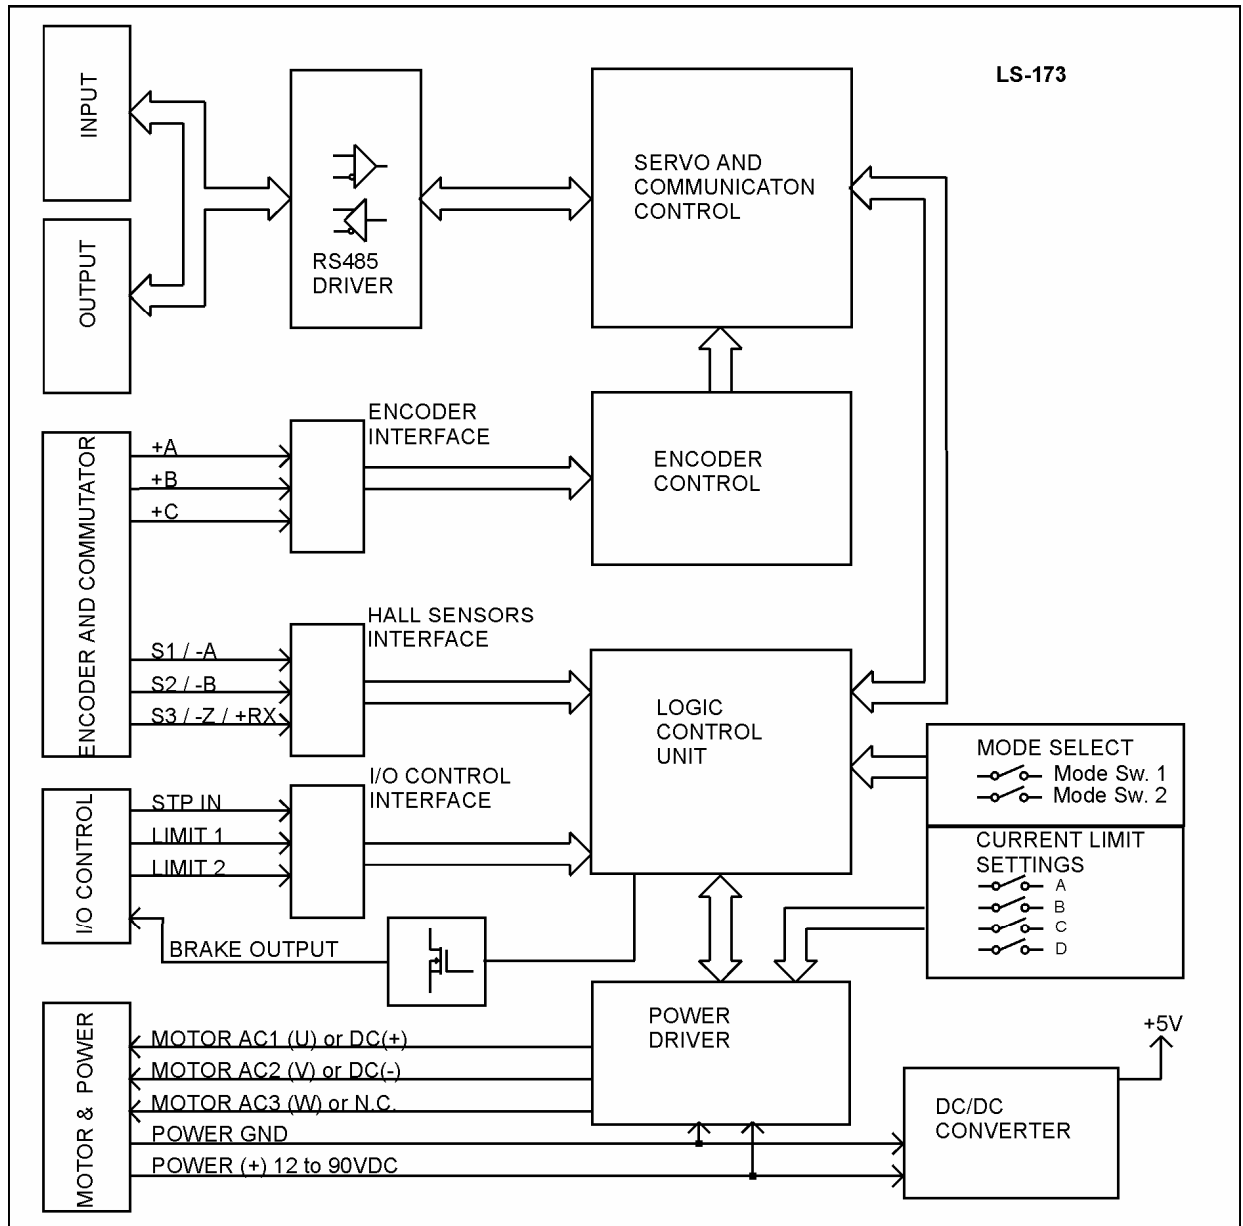 LS-173
INPUT
OUTPUT
RS485
DRIVER
SERVO AND
COMMUNICATON
CONTROL
ENCODER AND COMMUTATOR
+A
+B
+C
ENCODER
INTERFACE
ENCODER
CONTROL
S1 / -A
S2 / -B
S3 / -Z / +RX
HALL SENSORS
INTERFACE
LOGIC
CONTROL
UNIT
MODE SELECT
Mode Sw. 1
Mode Sw. 2
CURRENT LIMIT
SETTINGS
A
B
C
D
I/O CONTROL
STP IN
LIMIT 1
LIMIT 2
I/O CONTROL
INTERFACE
BRAKE OUTPUT
MOTOR & POWER
MOTOR AC1 (U) or DC(+)
MOTOR AC2 (V) or DC(-)
MOTOR AC3 (W) or N.C.
POWER GND
POWER (+) 12 to 90VDC
POWER
DRIVER
DC/DC
CONVERTER
+5V